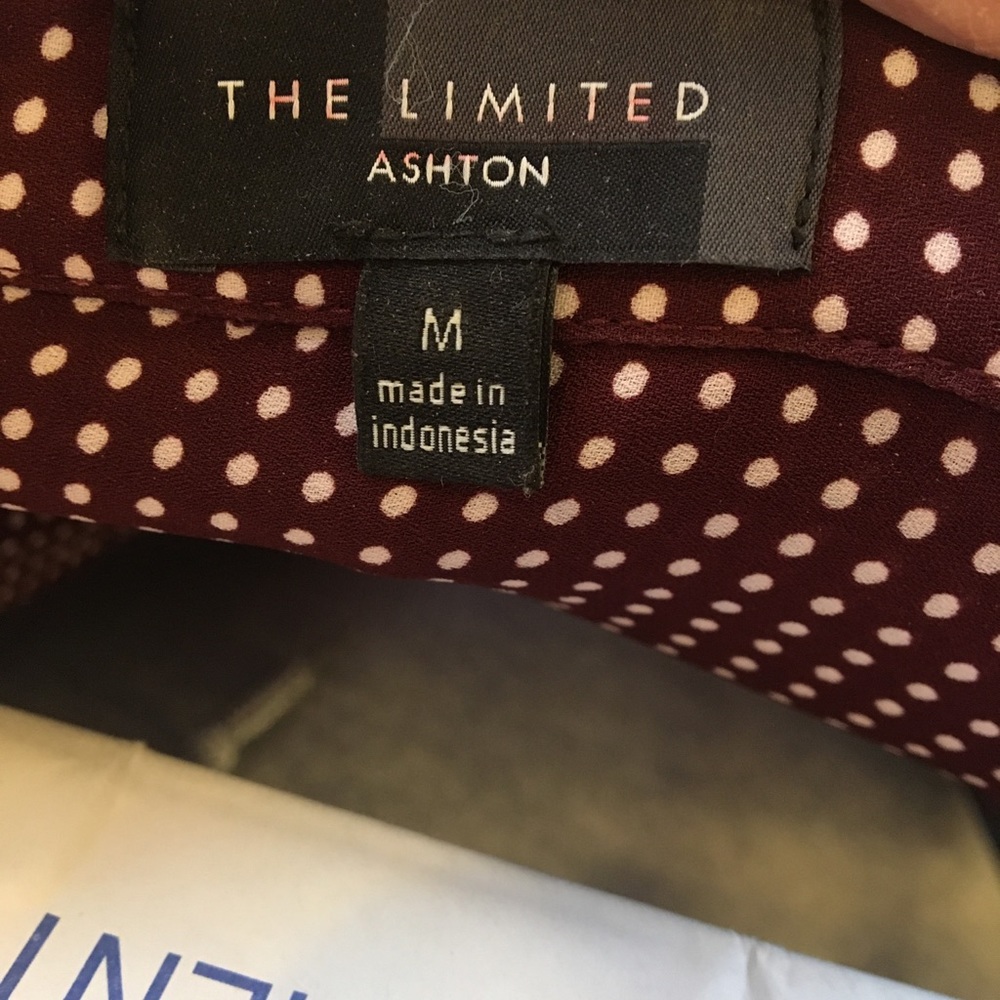 THE LIMITED
ASHTON
M
made in
indonesia